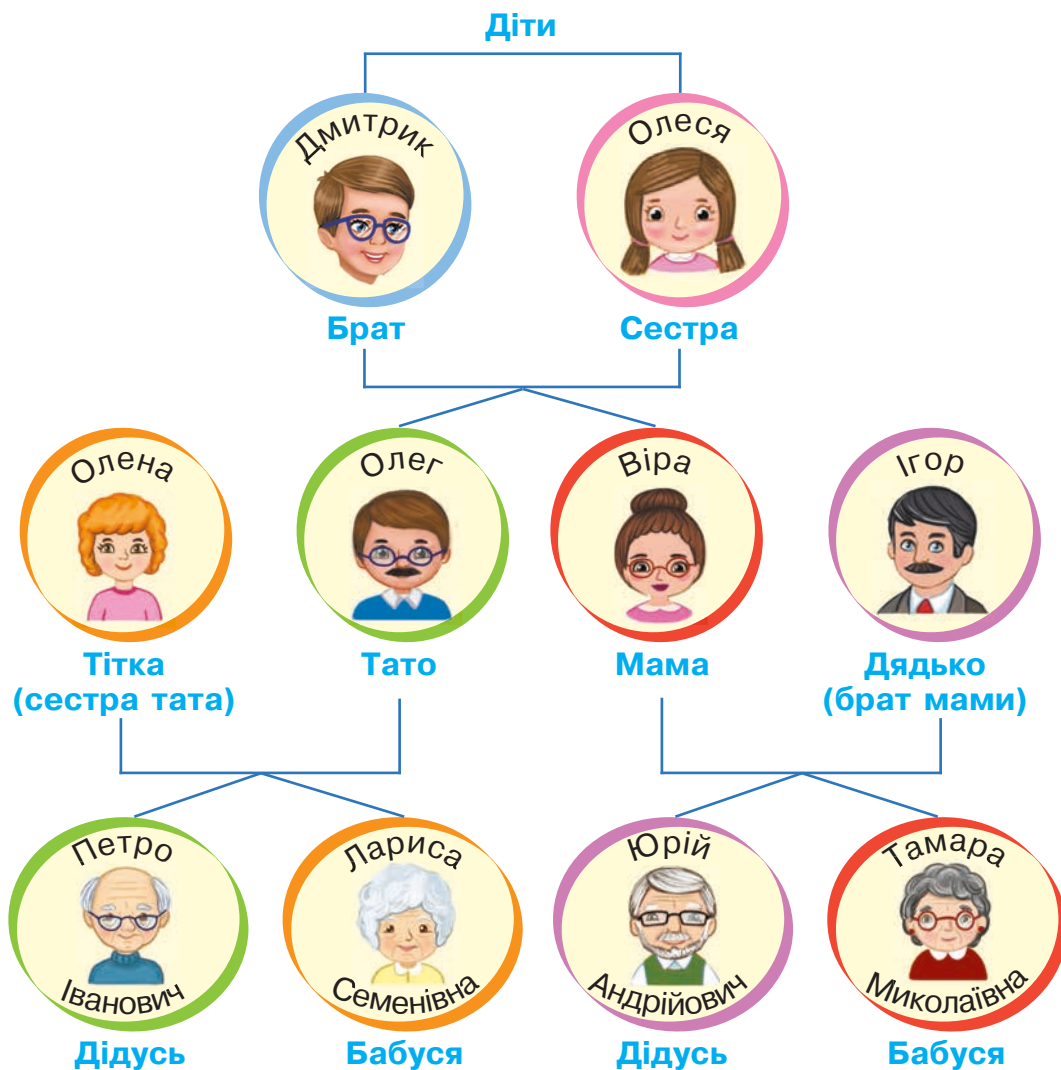 Діти
Дмитрик Олеся
Брат Сестра
Олена Олег Віра Ігор
Тітка Тато Мама Дядько
(сестра тата) (брат мами)
Петро Лариса Юрій Тамара
Іванович Семенівна Андрійович Миколаївна
Дідусь Бабуся Дідусь Бабуся